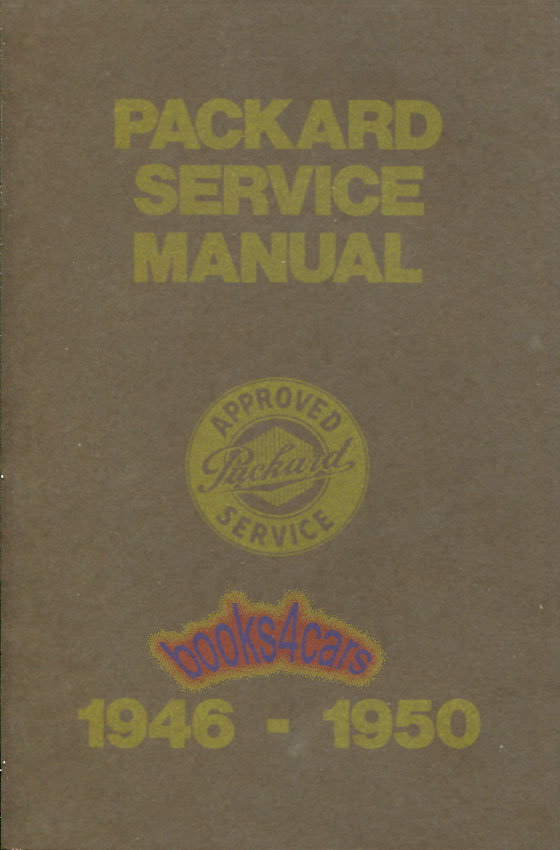 PACKARD
SERVICE
MANUAL
APPROVED
Packard
SERVICE
books4cars
1946 - 1950